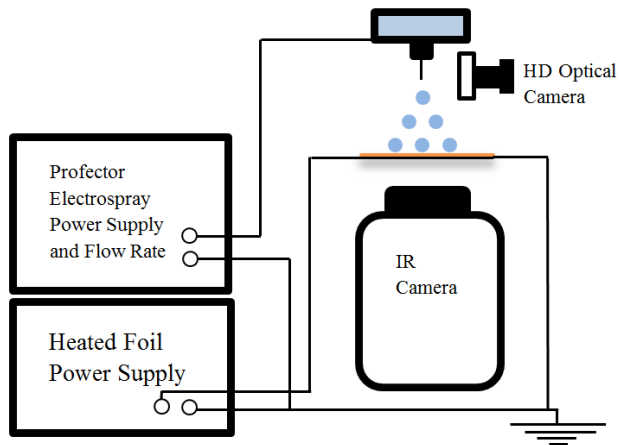 HD Optical
Camera
Profector
Electrospray
Power Supply
and Flow Rate
IR
Camera
Heated Foil
Power Supply